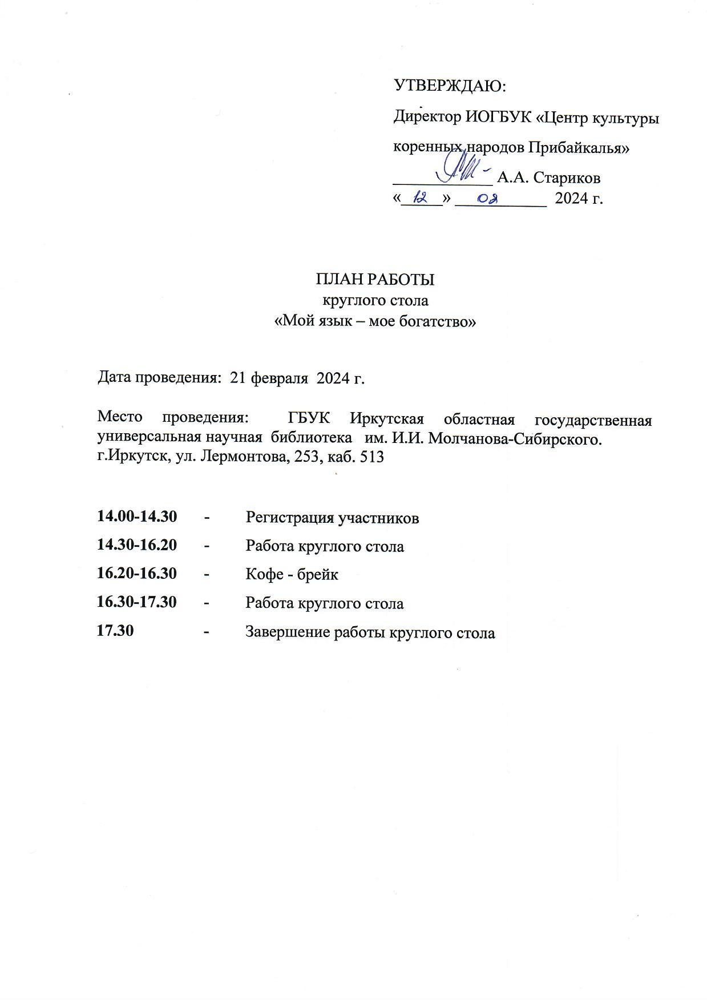 УТВЕРЖДАЮ:
Директор ИОГБУК «Центр культуры
коренных народов Прибайкалья»
____________ А.А. Стариков
«_12_» ___02______ 2024 г.
ПЛАН РАБОТЫ
круглого стола
«Мой язык – мое богатство»
Дата проведения: 21 февраля 2024 г.
Место проведения: ГБУК Иркутская областная государственная
универсальная научная библиотека им. И.И. Молчанова-Сибирского.
г.Иркутск, ул. Лермонтова, 253, каб. 513
14.00-14.30 - Регистрация участников
14.30-16.20 - Работа круглого стола
16.20-16.30 - Кофе - брейк
16.30-17.30 - Работа круглого стола
17.30 - Завершение работы круглого стола